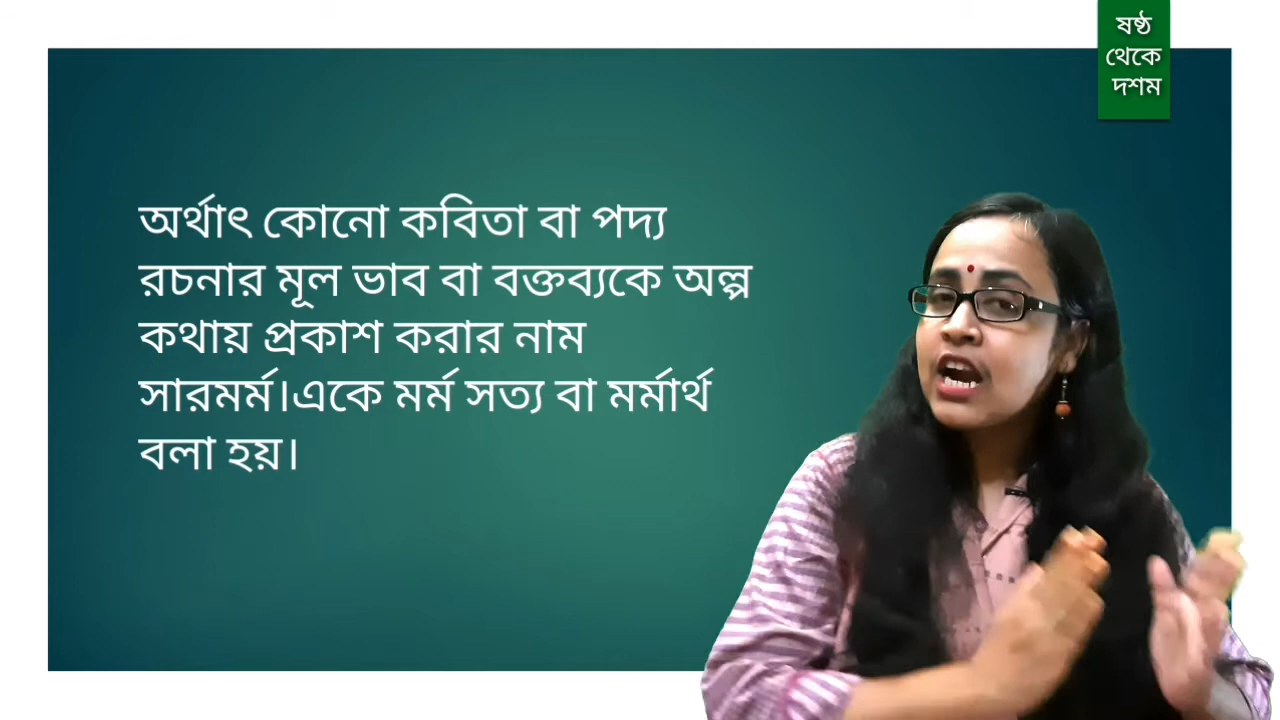 ষষ্ঠ
থেকে
দশম
অর্থাৎ কোনো কবিতা বা পদ্য
রচনার মূল ভাব বা বক্তব্যকে অল্প
কথায় প্রকাশ করার নাম
সারমর্ম।একে মর্ম সত্য বা মর্মার্থ
বলা হয়।